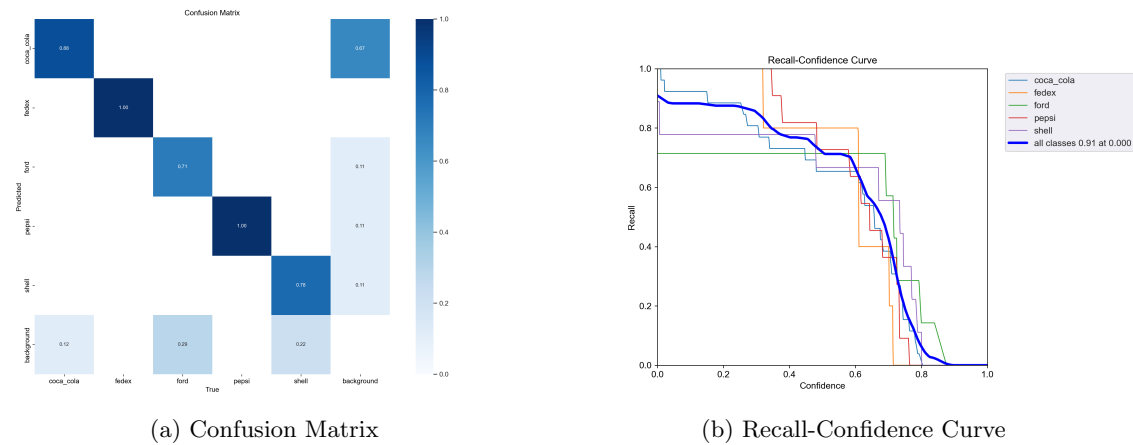 Confusion Matrix
coca_cola
fedex
ford
pepsi
shell
background
Predicted
0.88
0.67
1.00
0.71
0.11
1.00
0.11
0.78
0.11
0.12
0.29
0.22
coca_cola fedex ford pepsi shell background
True
1.0
0.8
0.6
0.4
0.2
0.0
(a) Confusion Matrix
Recall-Confidence Curve
1.0
0.8
0.6
0.4
0.2
0.0
Recall
0.0 0.2 0.4 0.6 0.8 1.0
Confidence
coca_cola
fedex
ford
pepsi
shell
all classes 0.91 at 0.000
(b) Recall-Confidence Curve